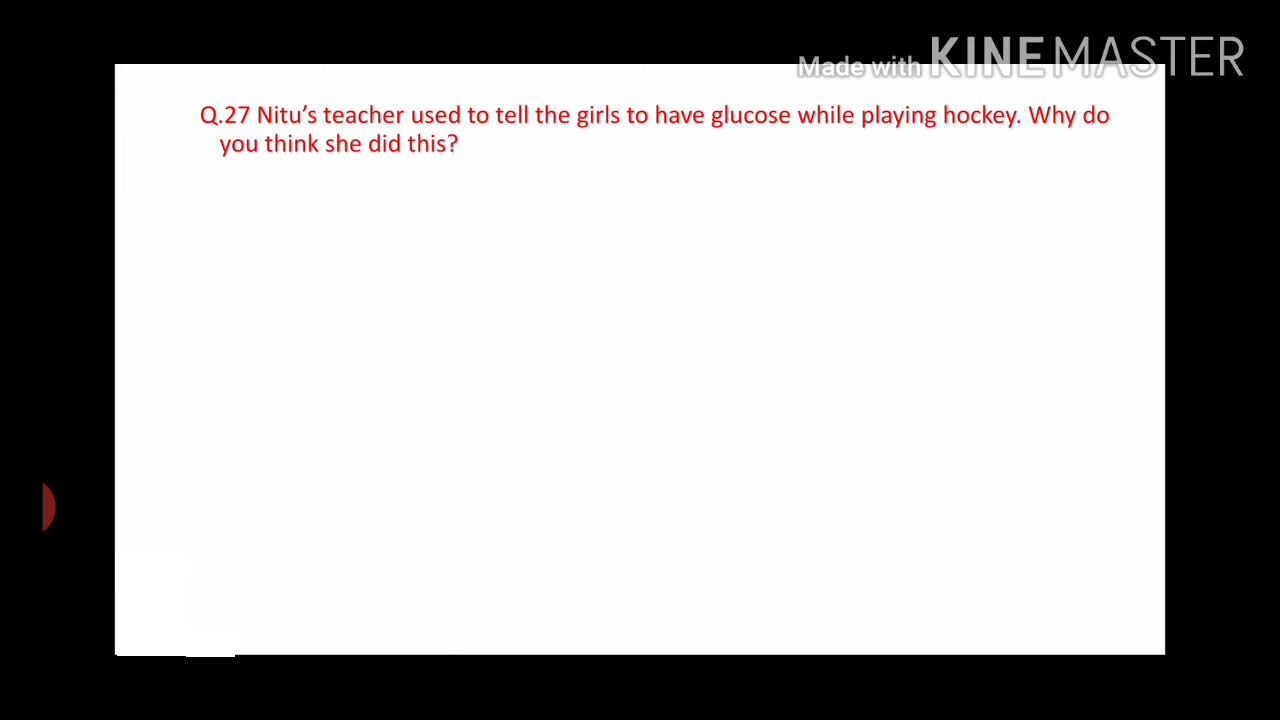 Made with KINEMASTER
Q.27 Nitu’s teacher used to tell the girls to have glucose while playing hockey. Why do
you think she did this?